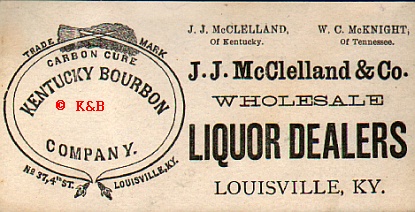 TRADE MARK
CARBON CURE
KENTUCKY BOURBON
© K&B
COMPANY.
No 37, 4TH ST. LOUISVILLE, KY.
J. J. McCLELLAND,
Of Kentucky.
W. C. McKNIGHT,
Of Tennessee.
J. J. McClelland & Co.
WHOLESALE
LIQUOR DEALERS
LOUISVILLE, KY.